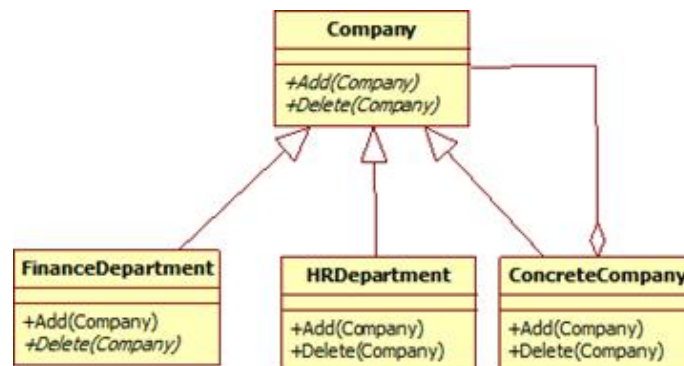 Company
+Add(Company)
+Delete(Company)
FinanceDepartment
+Add(Company)
+Delete(Company)
HRDepartment
+Add(Company)
+Delete(Company)
ConcreteCompany
+Add(Company)
+Delete(Company)